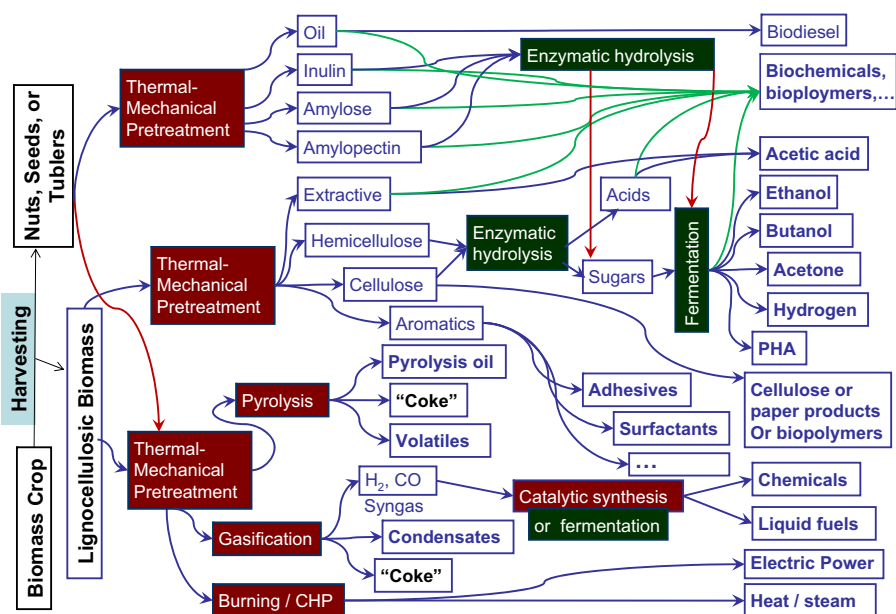 Oil
Inulin
Amylose
Amylopectin
Thermal-
Mechanical
Pretreatment
Enzymatic hydrolysis
Biodiesel
Biochemicals,
bioploymers,...
Nuts, Seeds, or
Tublers
Extractive
Hemicellulose
Cellulose
Aromatics
Thermal-
Mechanical
Pretreatment
Enzymatic
hydrolysis
Acids
Sugars
Fermentation
Acetic acid
Ethanol
Butanol
Acetone
Hydrogen
PHA
Cellulose or
paper products
Or biopolymers
Harvesting
Biomass Crop
Lignocellulosic Biomass
Thermal-
Mechanical
Pretreatment
Pyrolysis
Pyrolysis oil
“Coke”
Volatiles
Adhesives
Surfactants
...
Gasification
H₂, CO
Syngas
Condensates
“Coke”
Catalytic synthesis
or fermentation
Chemicals
Liquid fuels
Burning / CHP
Electric Power
Heat / steam